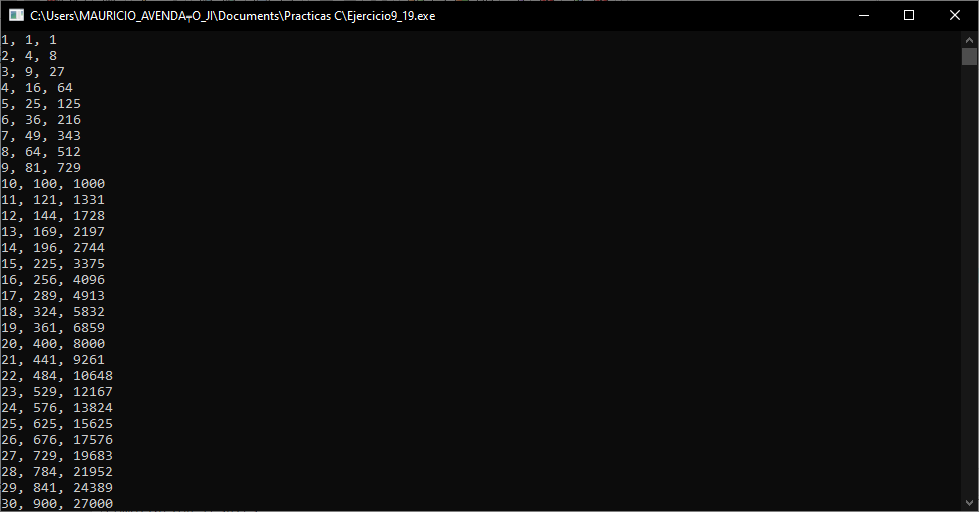 C:\Users\MAURICIO_AVENDA╤O_JI\Documents\Practicas C\Ejercicio9_19.exe
1, 1, 1
2, 4, 8
3, 9, 27
4, 16, 64
5, 25, 125
6, 36, 216
7, 49, 343
8, 64, 512
9, 81, 729
10, 100, 1000
11, 121, 1331
12, 144, 1728
13, 169, 2197
14, 196, 2744
15, 225, 3375
16, 256, 4096
17, 289, 4913
18, 324, 5832
19, 361, 6859
20, 400, 8000
21, 441, 9261
22, 484, 10648
23, 529, 12167
24, 576, 13824
25, 625, 15625
26, 676, 17576
27, 729, 19683
28, 784, 21952
29, 841, 24389
30, 900, 27000